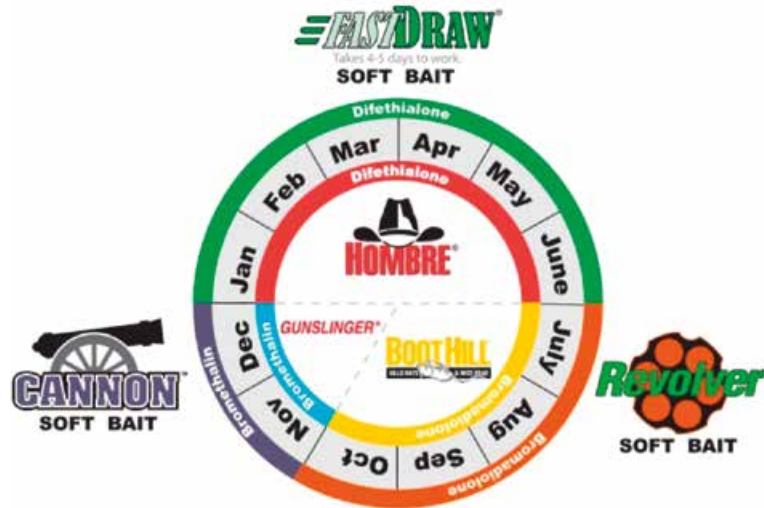 FASTDRAW®
Takes 4-5 days to work.
SOFT BAIT
Difethialone
Jan
Feb
Mar
Apr
May
June
July
Aug
Sep
Oct
Nov
Dec
Difethialone
HOMBRE®
GUNSLINGER*
BOOTHILL
Bromethalin
Bromadiolone
Bromethalin
Bromadiolone
CANNON™
SOFT BAIT
Revolver
SOFT BAIT